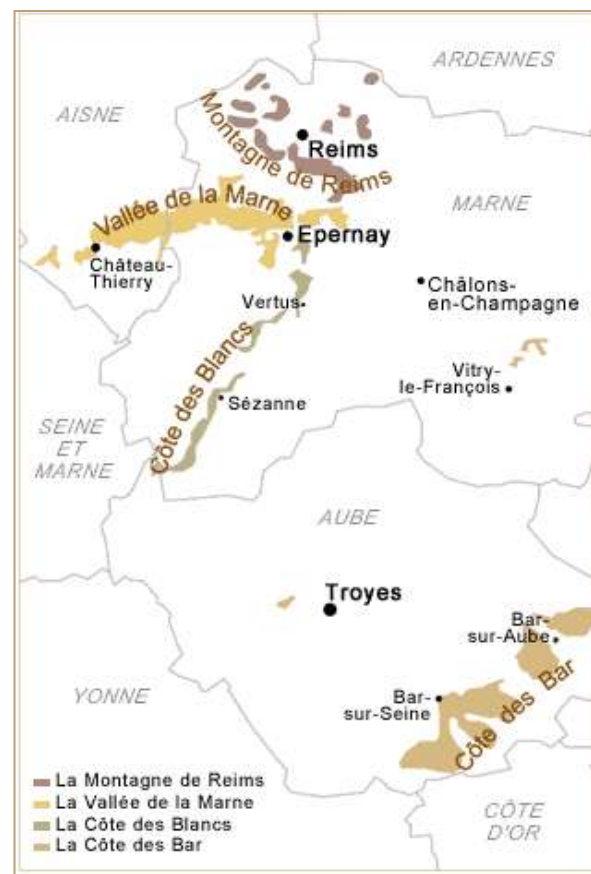 ARDENNES
AISNE
Montagne de Reims
Reims
MARNE
Vallée de la Marne
Epernay
Château-
Thierry
Châlons-
en-Champagne
Vertus
Vitry-
le-François
Côte des Blancs
Sézanne
SEINE
ET
MARNE
AUBE
Troyes
Bar-
sur-Aube
YONNE
Bar-
sur-Seine
Côte des Bar
La Montagne de Reims
La Vallée de la Marne
La Côte des Blancs
La Côte des Bar
CÔTE
D'OR